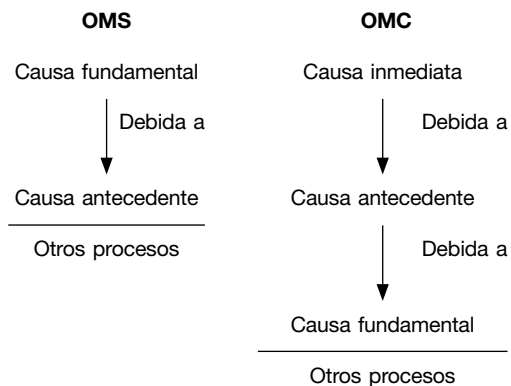 OMS
Causa fundamental
Debida a
Causa antecedente
Otros procesos
OMC
Causa inmediata
Debida a
Causa antecedente
Debida a
Causa fundamental
Otros procesos